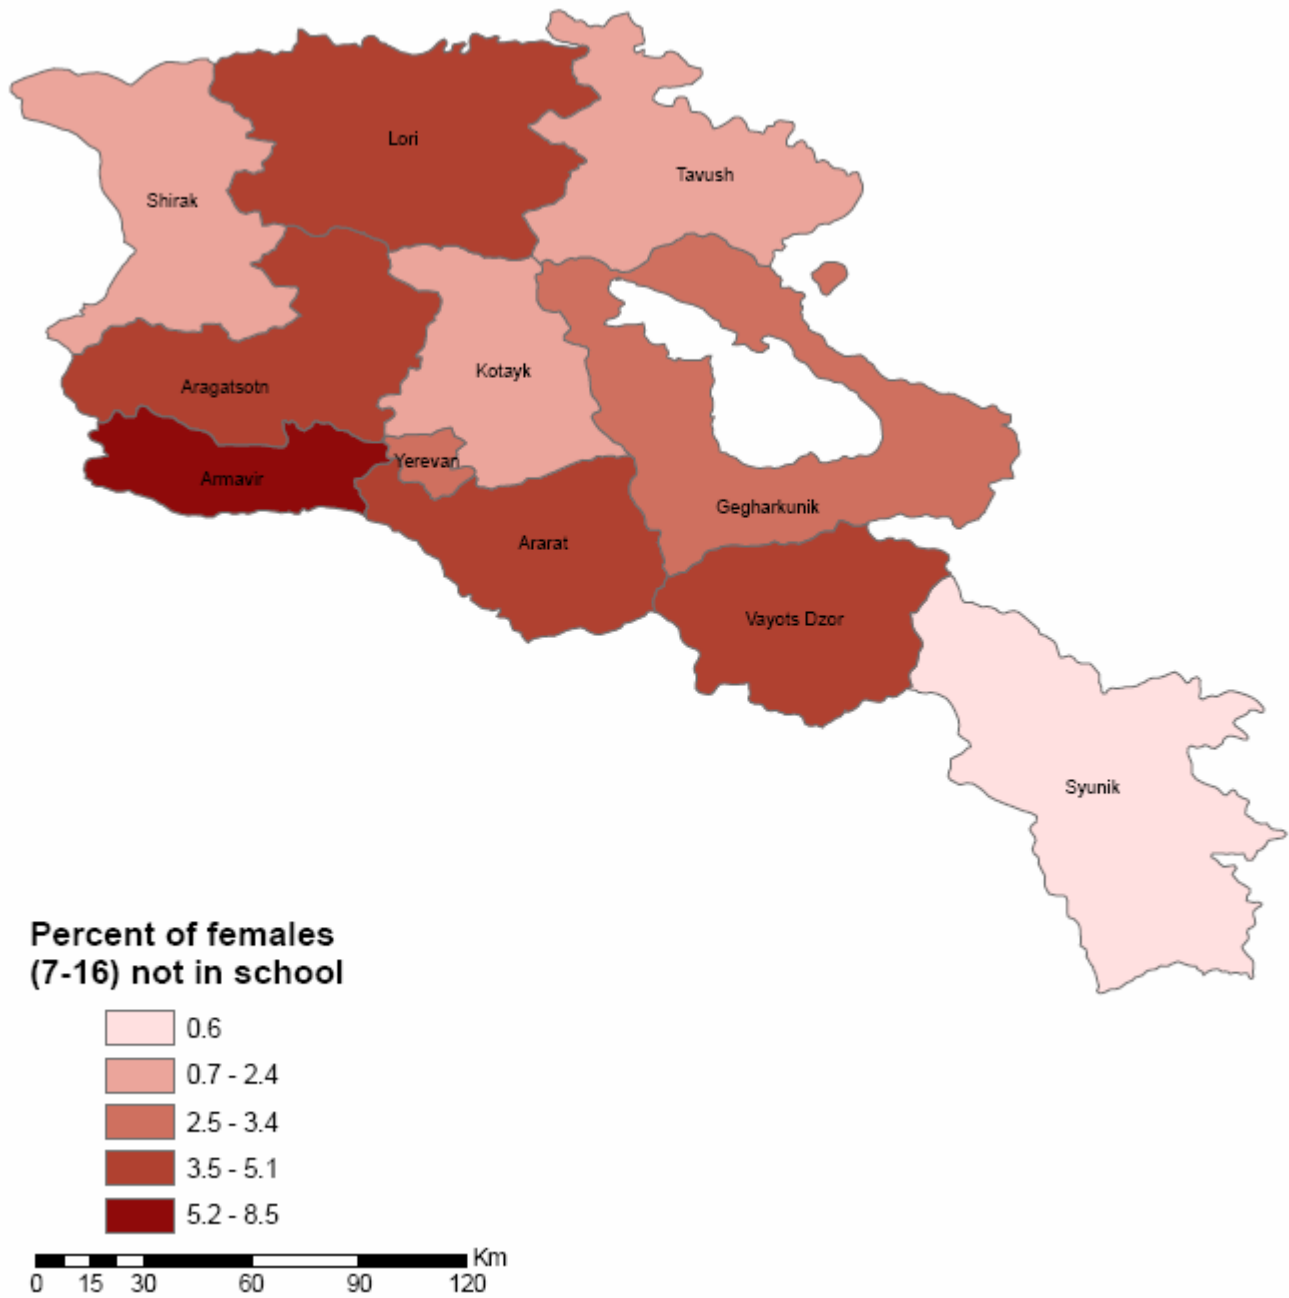 Lori
Tavush
Shirak
Kotayk
Aragatsotn
Yerevan
Armavir
Gegharkunik
Ararat
Vayots Dzor
Syunik
Percent of females
(7-16) not in school
0.6
0.7 - 2.4
2.5 - 3.4
3.5 - 5.1
5.2 - 8.5
Km
0 15 30 60 90 120